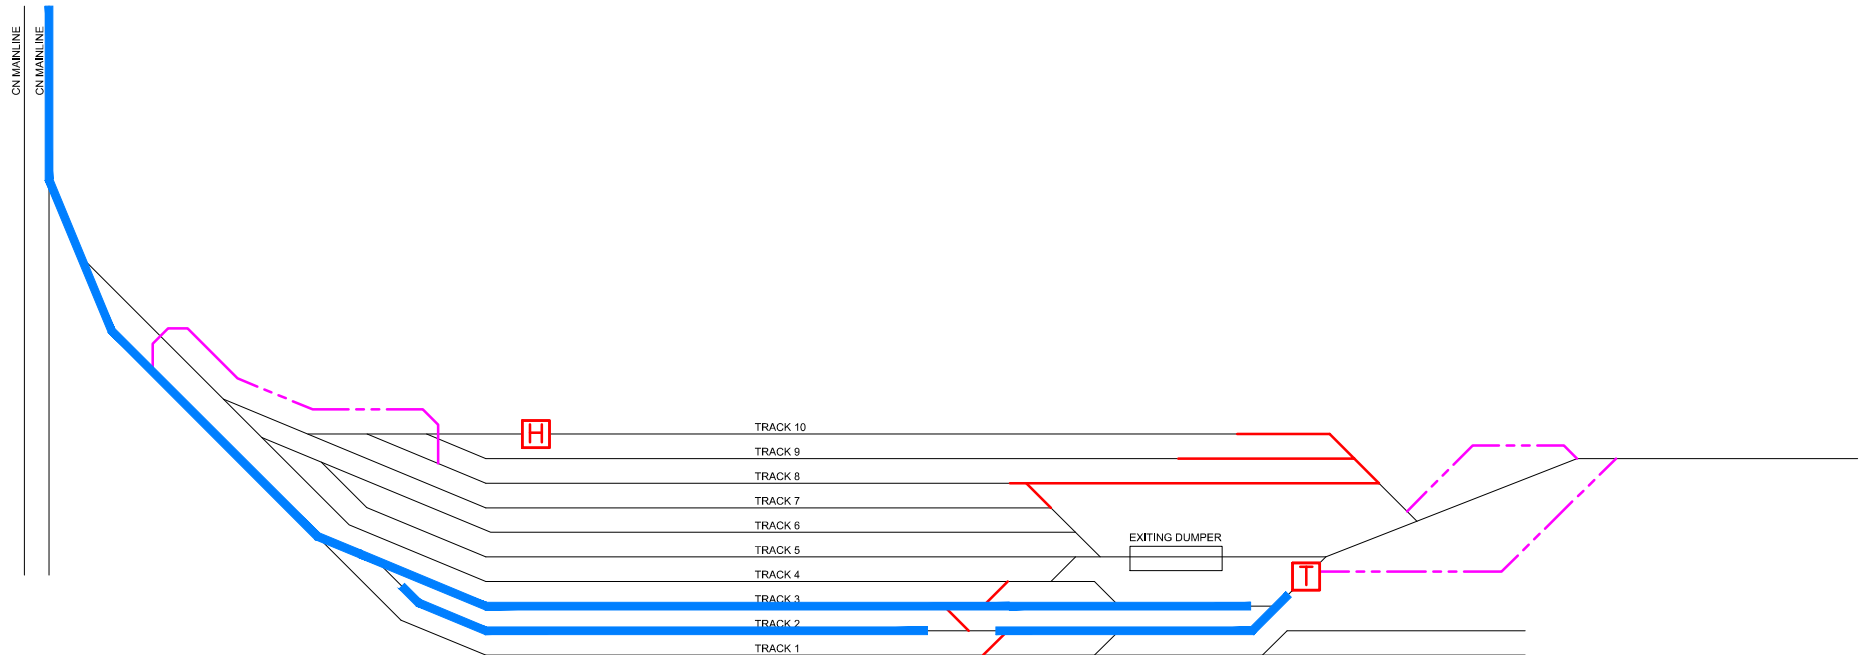 CN MAINLINE
CN MAINLINE
H
TRACK 10
TRACK 9
TRACK 8
TRACK 7
TRACK 6
TRACK 5
EXITING DUMPER
TRACK 4
T
TRACK 3
TRACK 2
TRACK 1